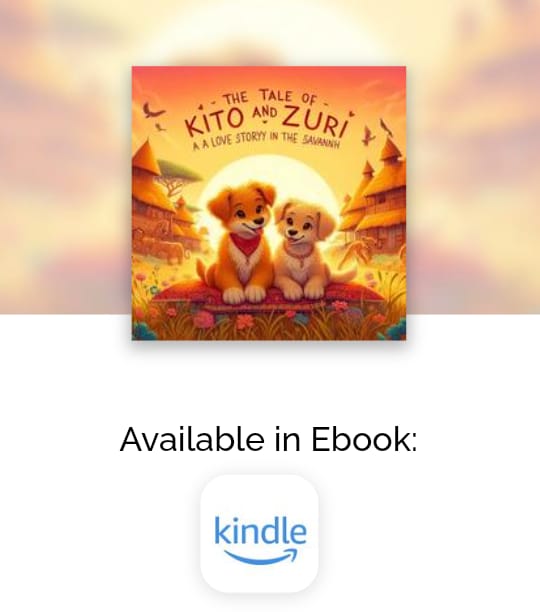 - THE TALE OF -
KITO AND ZURI
A A LOVE STORYY IN THE SAVANNH
Available in Ebook:
kindle